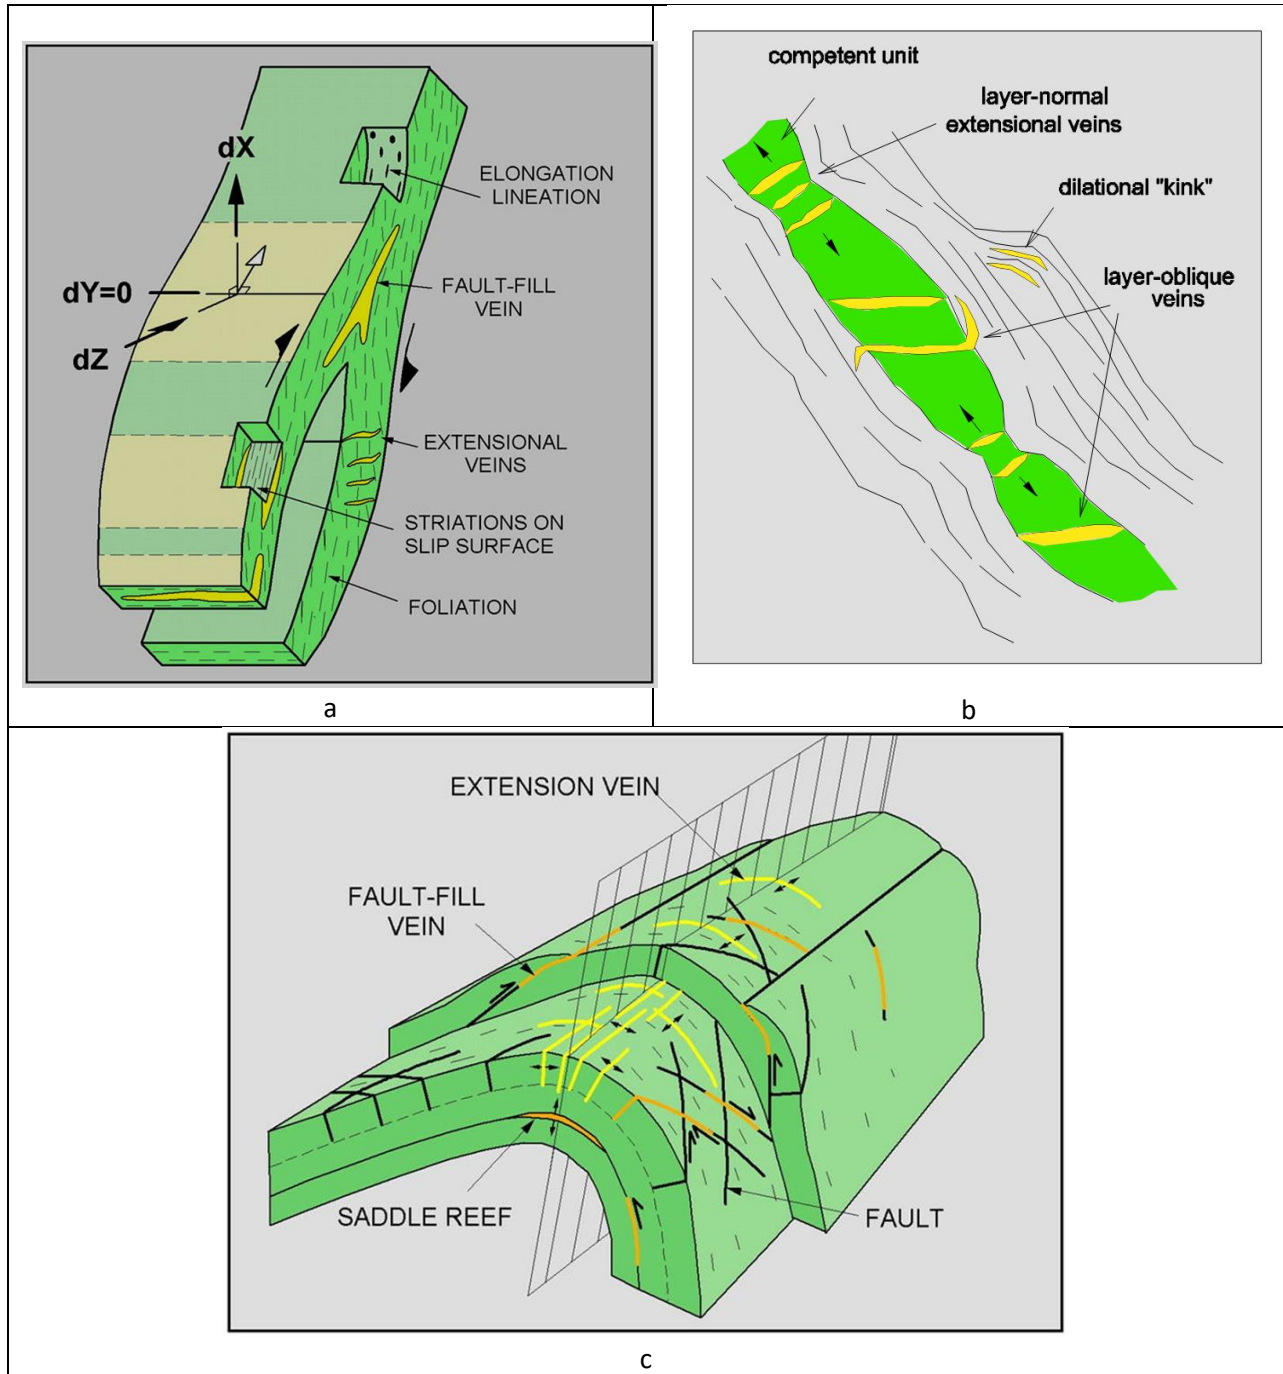 dX
ELONGATION
LINEATION
dY=0
FAULT-FILL
VEIN
dZ
EXTENSIONAL
VEINS
STRIATIONS ON
SLIP SURFACE
FOLIATION
a
competent unit
layer-normal
extensional veins
dilational "kink"
layer-oblique
veins
b
EXTENSION VEIN
FAULT-FILL
VEIN
SADDLE REEF
FAULT
c